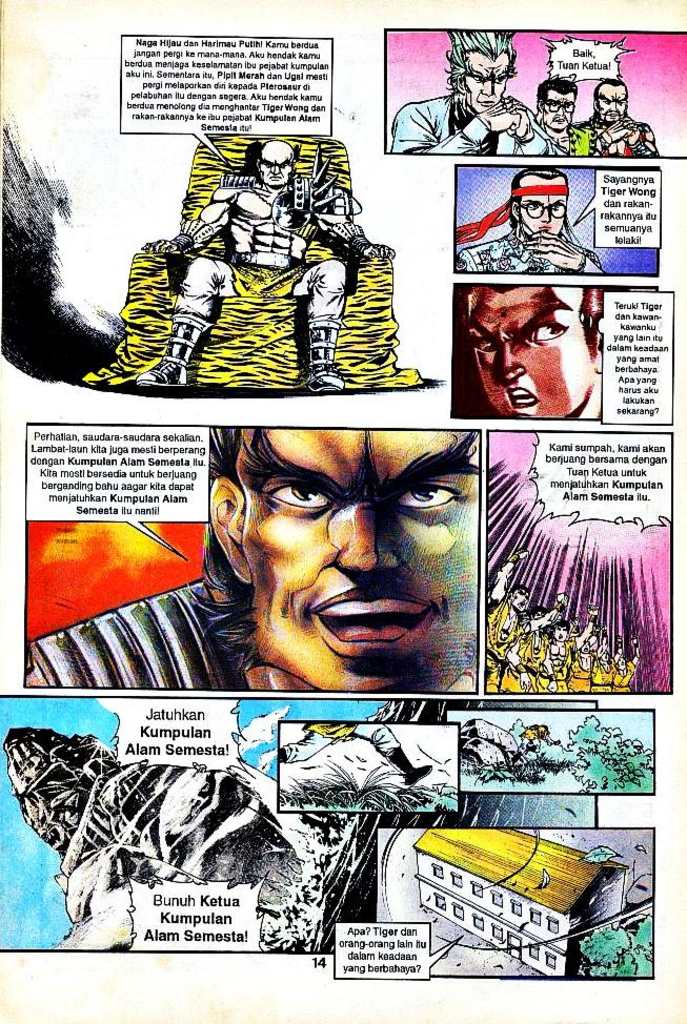 Naga Hijau dan Harimau Putih! Kamu berdua
jangan pergi ke mana-mana. Aku hendak kamu
berdua menjaga keselamatan ibu pejabat kumpulan
aku ini. Sementara itu, Pipit Merah dan Ugai mesti
pergi melaporkan diri kepada Pterosaur di
pelabuhan itu dengan segera. Aku hendak kamu
berdua menolong dia menghantar Tiger Wong dan
rakan-rakannya ke ibu pejabat Kumpulan Alam
Semesta itu!
Baik,
Tuan Ketua!
Sayangnya
Tiger Wong
dan rakan-
rakannya itu
semuanya
lelaki!
Teruk! Tiger
dan kawan-
kawanku
yang lain itu
dalam keadaan
yang amat
berbahaya.
Apa yang
harus aku
lakukan
sekarang?
Perhatian, saudara-saudara sekalian.
Lambat-laun kita juga mesti berperang
dengan Kumpulan Alam Semesta itu.
Kita mesti bersedia untuk berjuang
berganding bahu aagar kita dapat
menjatuhkan Kumpulan Alam
Semesta itu nanti!
Kami sumpah, kami akan
berjuang bersama dengan
Tuan Ketua untuk
menjatuhkan Kumpulan
Alam Semesta itu.
Jatuhkan
Kumpulan
Alam Semesta!
Bunuh Ketua
Kumpulan
Alam Semesta!
Apa? Tiger dan
orang-orang lain itu
dalam keadaan
yang berbahaya?
14